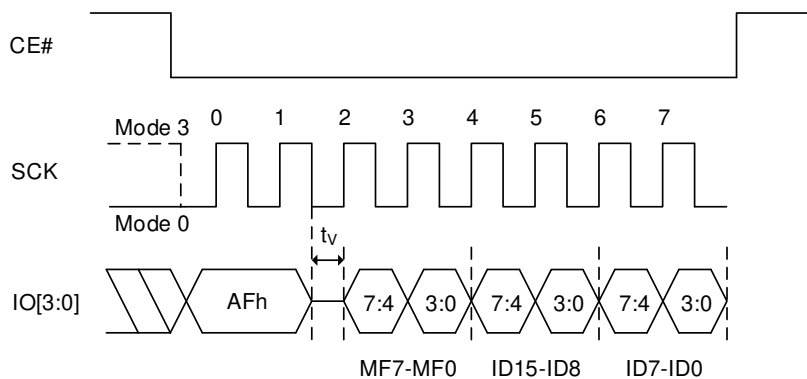 CE#
0 1 2 3 4 5 6 7
Mode 3
SCK
Mode 0
tV
IO[3:0]
AFh 7:4 3:0 7:4 3:0 7:4 3:0
MF7-MF0 ID15-ID8 ID7-ID0